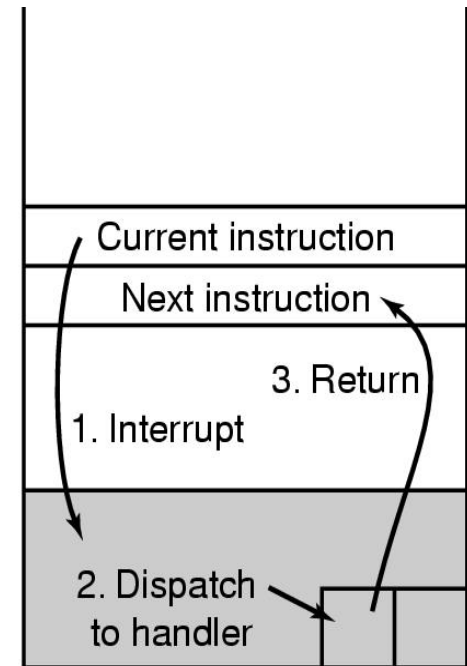 Current instruction
Next instruction
3. Return
1. Interrupt
2. Dispatch
to handler